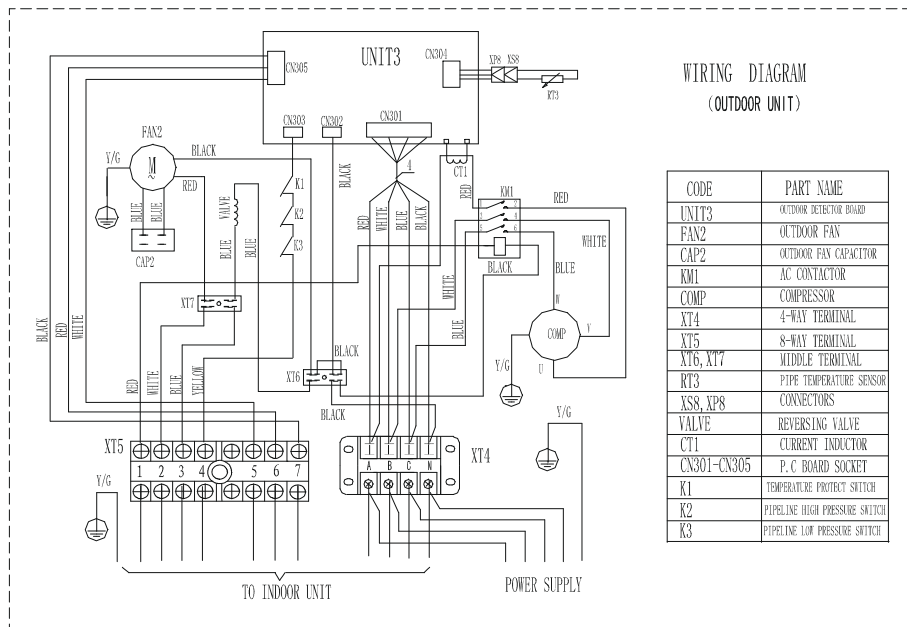 UNIT3
CN305
CN304
XP8 XS8
RT3
CN303
CN302
CN301
CT1
FAN2
M
Y/G
BLACK
RED
BLUE
BLUE
CAP2
VALVE
BLUE
BLUE
K1
K2
K3
BLACK
4
RED
WHITE
BLUE
BLACK
RED
KM1
1 2
3 4
5 6
RED
WHITE
BLACK
BLUE
WHITE
BLUE
W
V
U
COMP
Y/G
XT7
BLACK
RED
WHITE
RED
WHITE
BLUE
YELLOW
BLACK
XT6
BLACK
Y/G
XT5
1 2 3 4 5 6 7
Y/G
XT4
A B C N
TO INDOOR UNIT
POWER SUPPLY
WIRING DIAGRAM
(OUTDOOR UNIT)
CODE PART NAME
UNIT3 OUTDOOR DETECTOR BOARD
FAN2 OUTDOOR FAN
CAP2 OUTDOOR FAN CAPACITOR
KM1 AC CONTACTOR
COMP COMPRESSOR
XT4 4-WAY TERMINAL
XT5 8-WAY TERMINAL
XT6, XT7 MIDDLE TERMINAL
RT3 PIPE TEMPERATURE SENSOR
XS8, XP8 CONNECTORS
VALVE REVERSING VALVE
CT1 CURRENT INDUCTOR
CN301-CN305 P.C BOARD SOCKET
K1 TEMPERATURE PROTECT SWITCH
K2 PIPELINE HIGH PRESSURE SWITCH
K3 PIPELINE LOW PRESSURE SWITCH